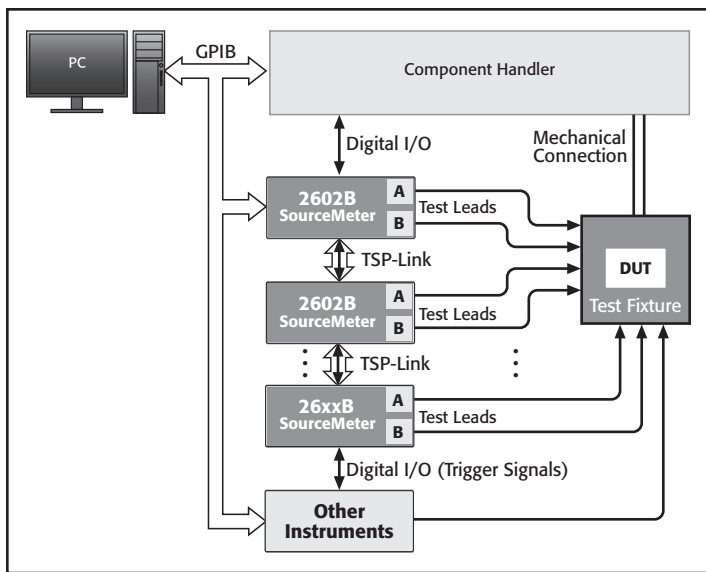 PC
GPIB
Component Handler
Digital I/O
Mechanical
Connection
2602B
SourceMeter
A
B
Test Leads
TSP-Link
DUT
Test Fixture
2602B
SourceMeter
A
B
Test Leads
TSP-Link
26xxB
SourceMeter
A
B
Test Leads
Digital I/O (Trigger Signals)
Other
Instruments